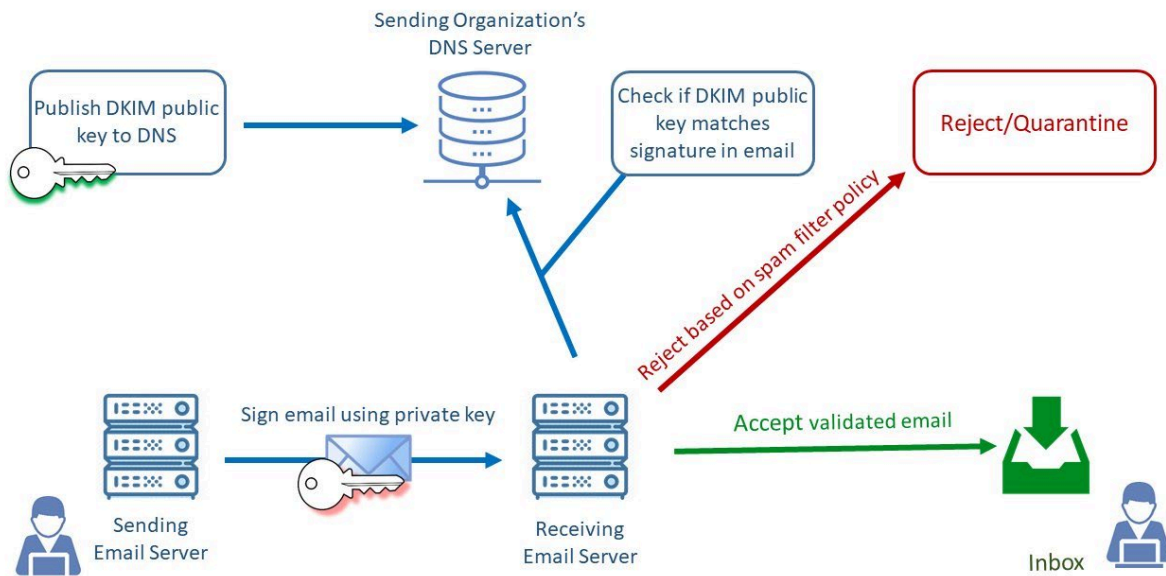 Sending Organization's
DNS Server
Publish DKIM public
key to DNS
Check if DKIM public
key matches
signature in email
Reject/Quarantine
Reject based on spam filter policy
Sign email using private key
Accept validated email
Sending
Email Server
Receiving
Email Server
Inbox